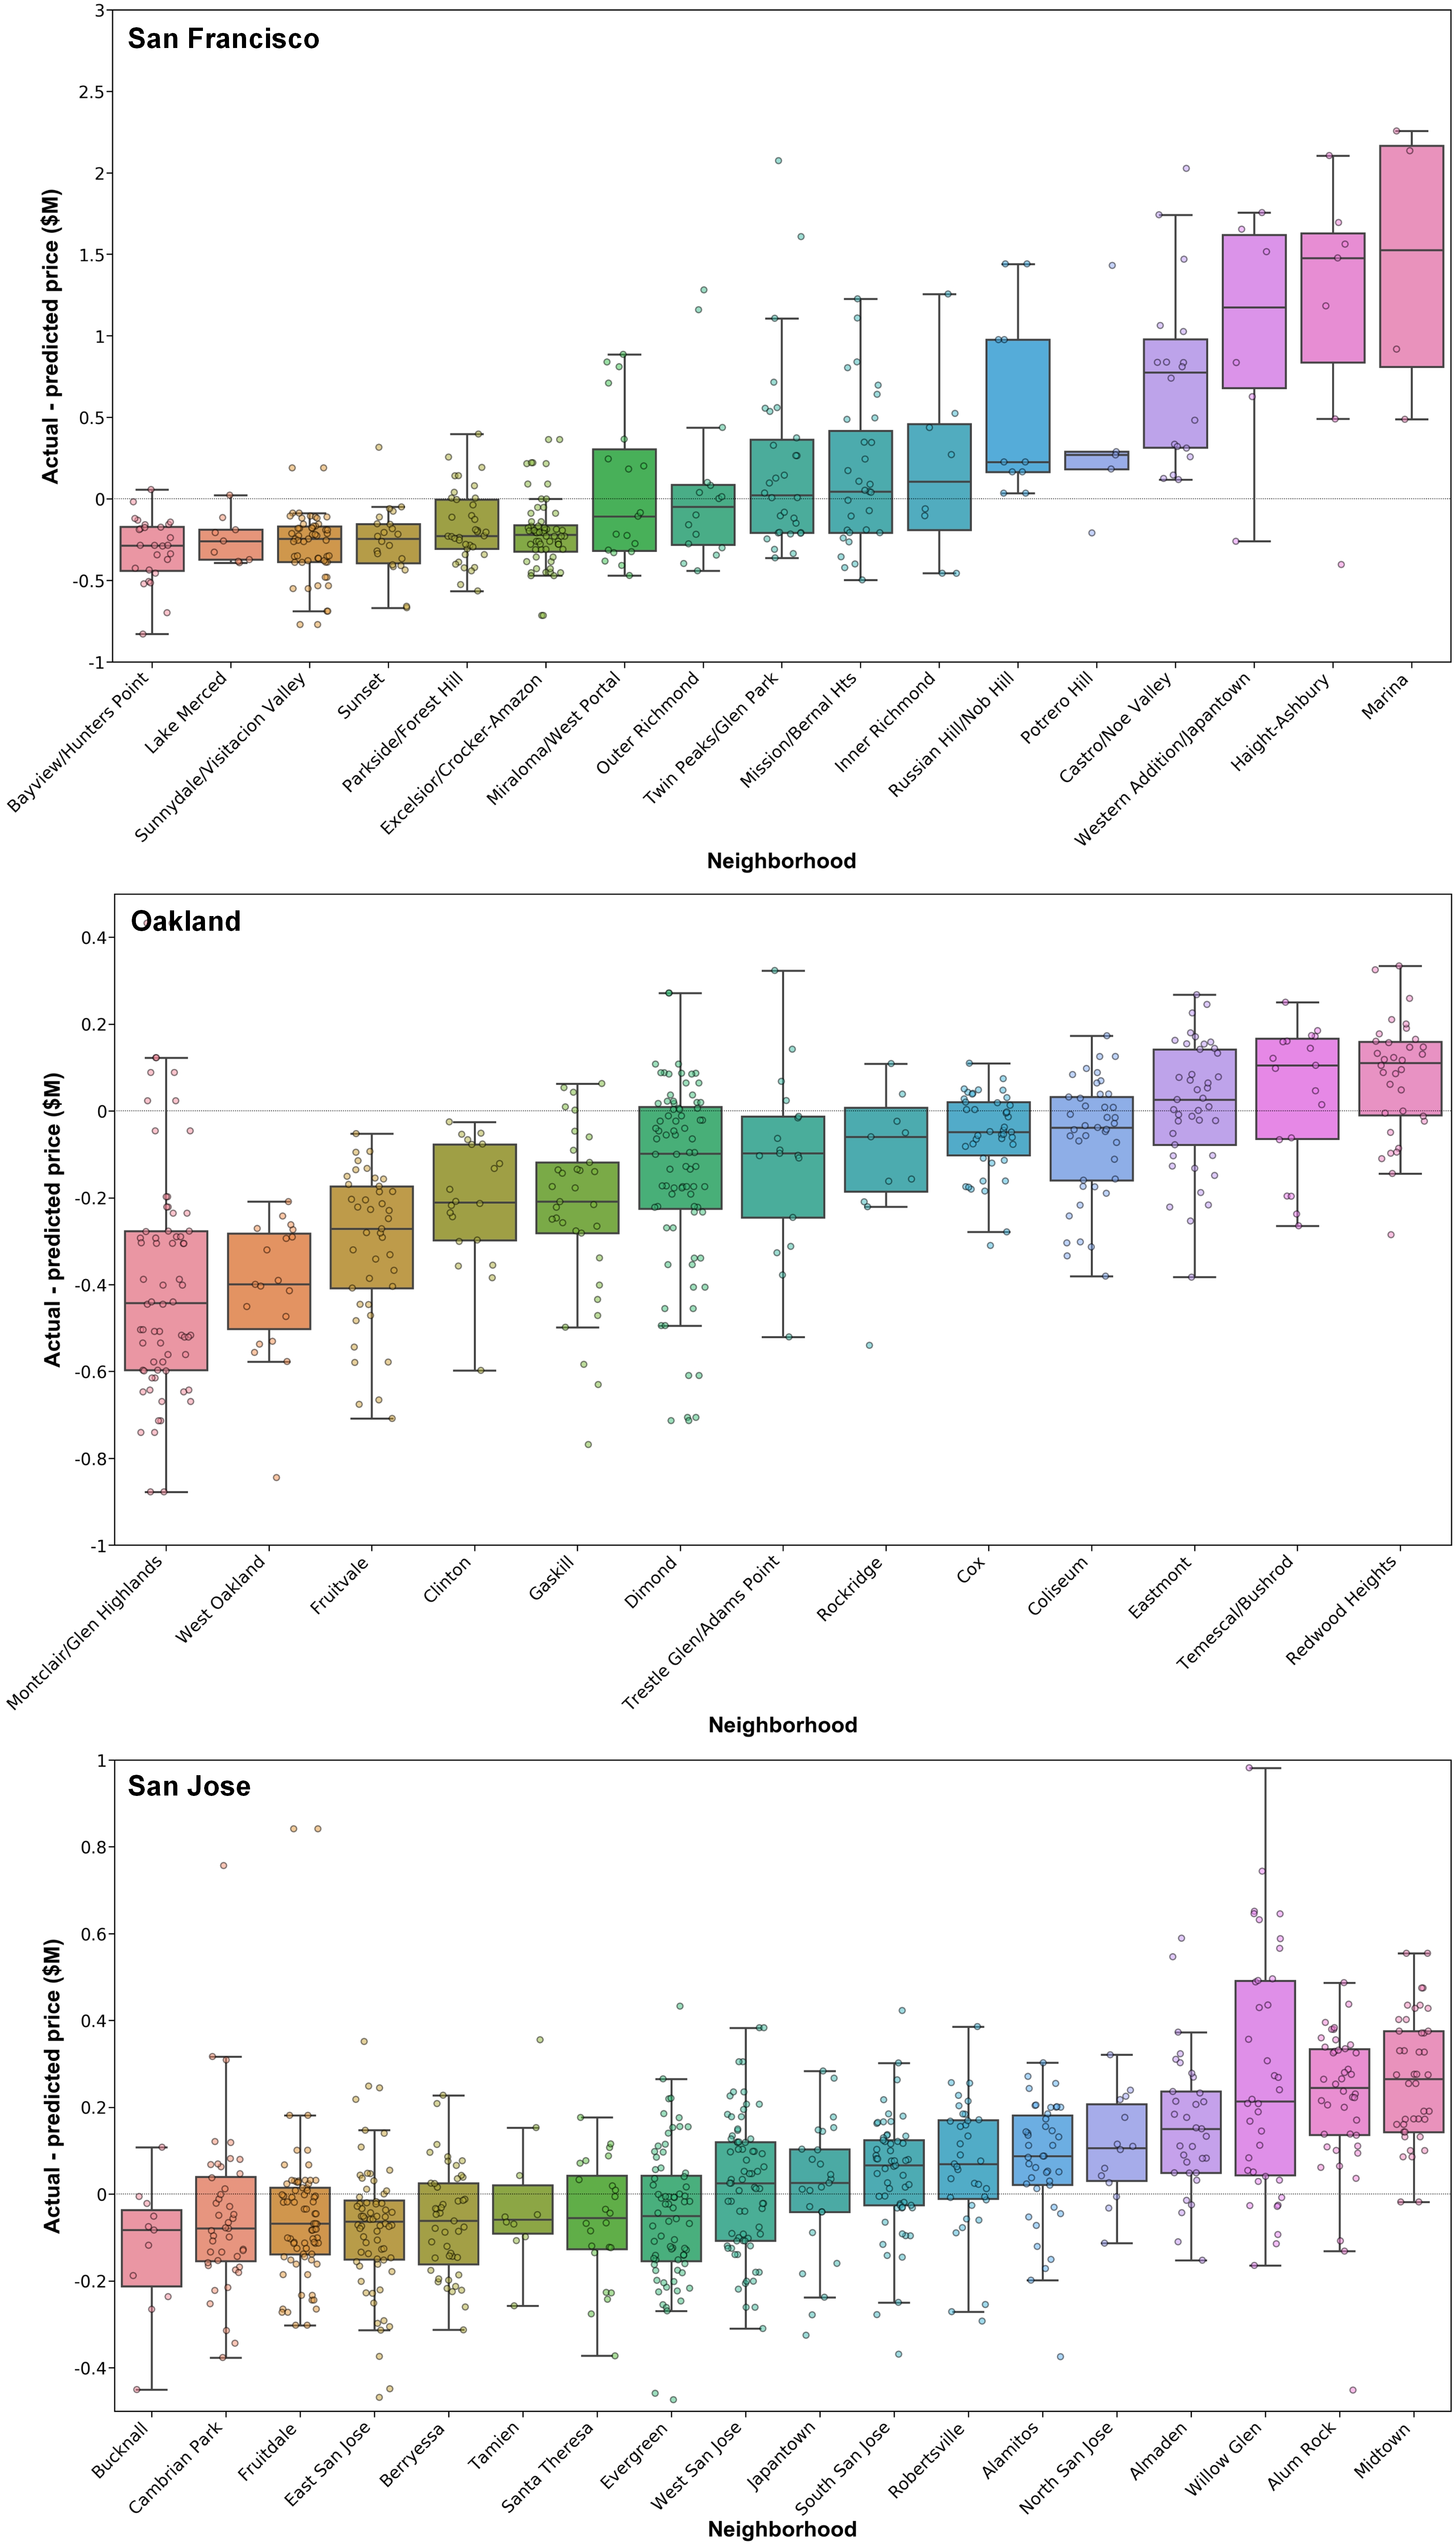 San Francisco
Actual - predicted price ($M)
3
2.5
2
1.5
1
0.5
0
-0.5
-1
Bayview/Hunters Point
Lake Merced
Sunnydale/Visitacion Valley
Sunset
Parkside/Forest Hill
Excelsior/Crocker-Amazon
Miraloma/West Portal
Outer Richmond
Twin Peaks/Glen Park
Mission/Bernal Hts
Inner Richmond
Russian Hill/Nob Hill
Potrero Hill
Castro/Noe Valley
Western Addition/Japantown
Haight-Ashbury
Marina
Neighborhood
Oakland
Actual - predicted price ($M)
0.4
0.2
0
-0.2
-0.4
-0.6
-0.8
-1
Montclair/Glen Highlands
West Oakland
Fruitvale
Clinton
Gaskill
Dimond
Trestle Glen/Adams Point
Rockridge
Cox
Coliseum
Eastmont
Temescal/Bushrod
Redwood Heights
Neighborhood
San Jose
Actual - predicted price ($M)
1
0.8
0.6
0.4
0.2
0
-0.2
-0.4
Bucknall
Cambrian Park
Fruitdale
East San Jose
Berryessa
Tamien
Santa Theresa
Evergreen
West San Jose
Japantown
South San Jose
Robertsville
Alamitos
North San Jose
Almaden
Willow Glen
Alum Rock
Midtown
Neighborhood